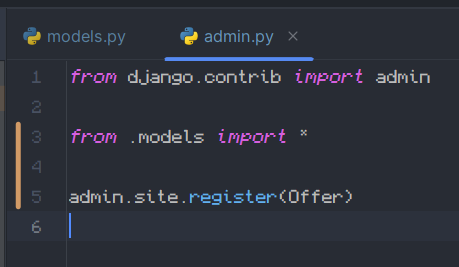 models.py admin.py ×
1 from django.contrib import admin
2
3 from .models import *
4
5 admin.site.register(Offer)
6